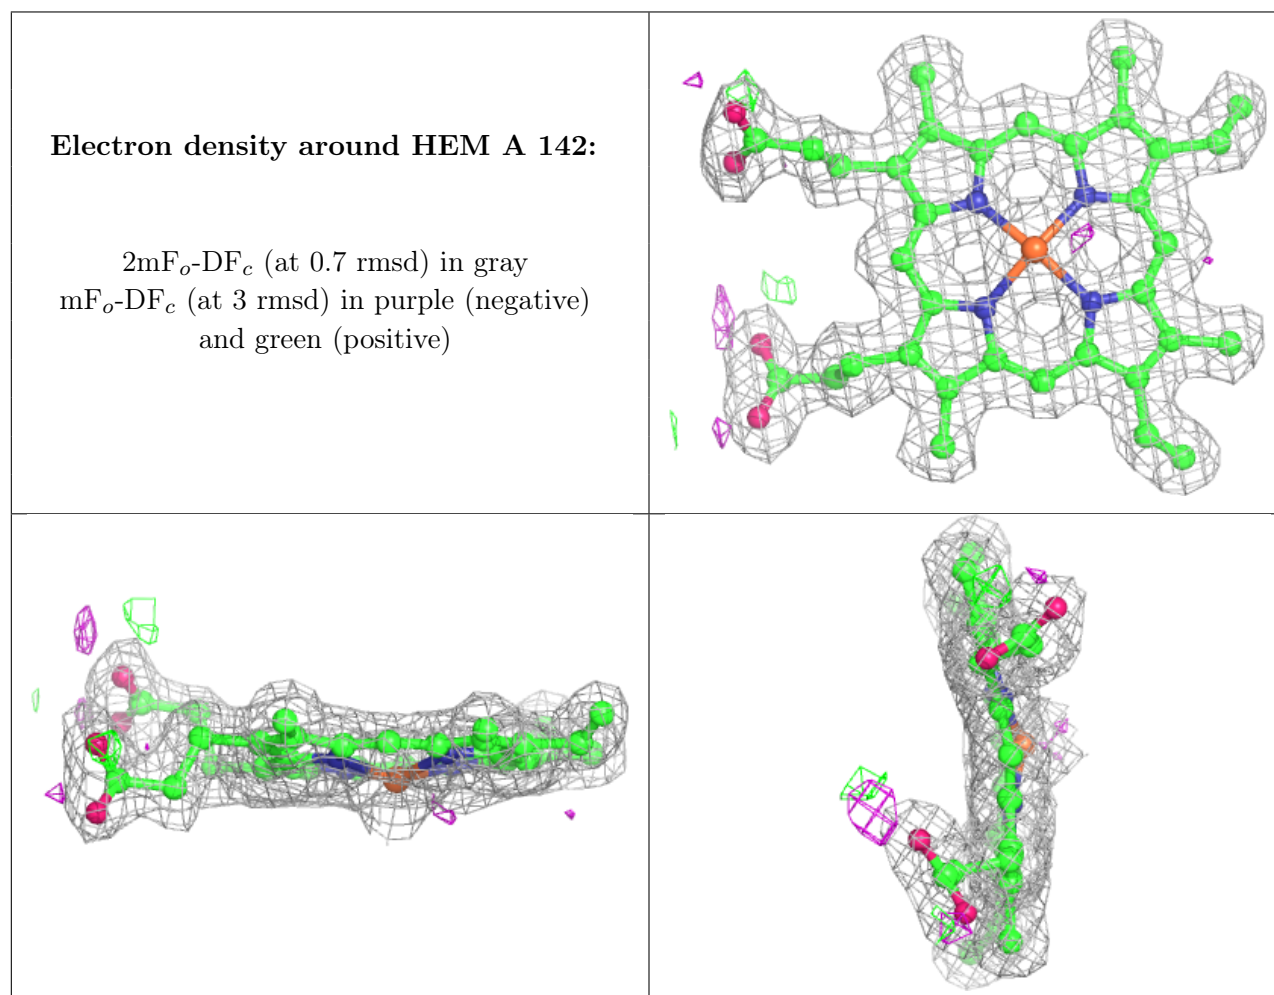 Electron density around HEM A 142:
2mFo-DFc (at 0.7 rmsd) in gray
mFo-DFc (at 3 rmsd) in purple (negative)
and green (positive)